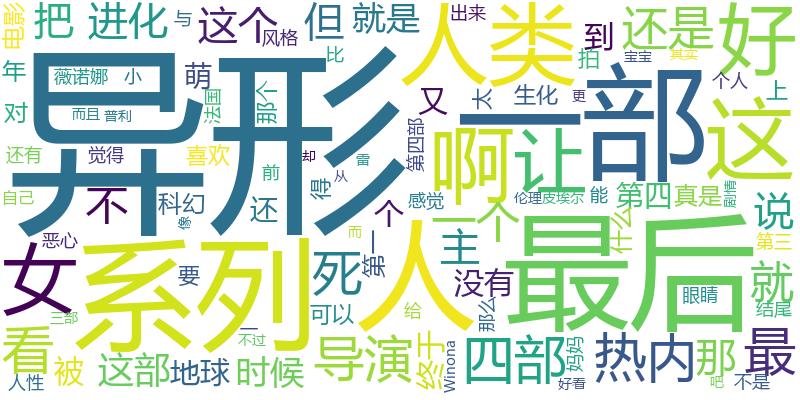 电影
把
进化
与
这个
风格
但
就是
出来
人类
到
还是
好
年
薇诺娜
小
萌
法国
那个
比
又
太
生化
拍
宝宝
其实
更
个人
上
对
而且
普利
异形
一部
这
还有
觉得
喜欢
前
却
雷
第四部
啊
让
自己
不
科幻
像
还
得
从
个
感觉
一个
伦理
皮埃尔
能
第四
真是
剧情
说
恶心
女
系列
要
死
第一
而
人
主
没有
最后
什么
第三
就
眼睛
结尾
三部
可以
给
那么
看
人性
被
这部
地球
时候
一
不过
导演
终于
Winona
四部
妈妈
好看
热内
那
吧
最
不是